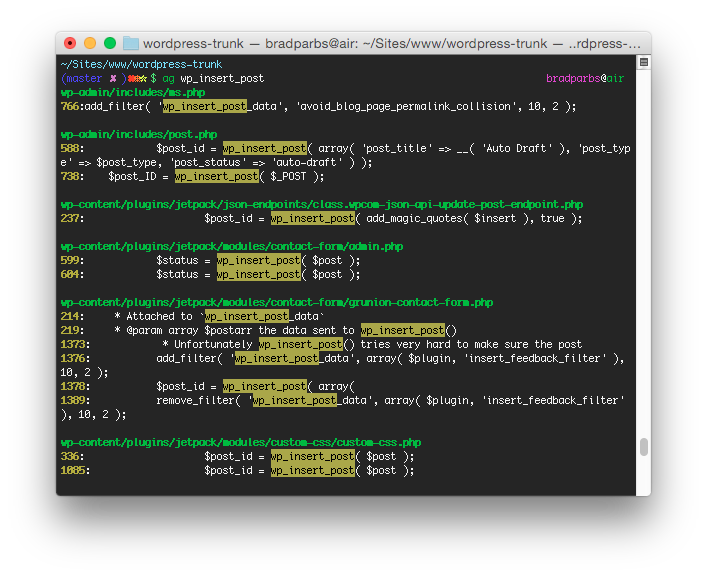 wordpress-trunk — bradparbs@air: ~/Sites/www/wordpress-trunk — ..rdpress-…
~/Sites/www/wordpress-trunk
(master ✘ )✖✖✭ $ ag wp_insert_post bradparbs@air
wp-admin/includes/ms.php
766:add_filter( 'wp_insert_post_data', 'avoid_blog_page_permalink_collision', 10, 2 );
wp-admin/includes/post.php
588: $post_id = wp_insert_post( array( 'post_title' => __( 'Auto Draft' ), 'post_typ
e' => $post_type, 'post_status' => 'auto-draft' ) );
738: $post_ID = wp_insert_post( $_POST );
wp-content/plugins/jetpack/json-endpoints/class.wpcom-json-api-update-post-endpoint.php
237: $post_id = wp_insert_post( add_magic_quotes( $insert ), true );
wp-content/plugins/jetpack/modules/contact-form/admin.php
599: $status = wp_insert_post( $post );
604: $status = wp_insert_post( $post );
wp-content/plugins/jetpack/modules/contact-form/grunion-contact-form.php
214: * Attached to `wp_insert_post_data`
219: * @param array $postarr the data sent to wp_insert_post()
1373: * Unfortunately wp_insert_post() tries very hard to make sure the post
1376: add_filter( 'wp_insert_post_data', array( $plugin, 'insert_feedback_filter' ),
10, 2 );
1378: $post_id = wp_insert_post( array(
1389: remove_filter( 'wp_insert_post_data', array( $plugin, 'insert_feedback_filter'
), 10, 2 );
wp-content/plugins/jetpack/modules/custom-css/custom-css.php
336: $post_id = wp_insert_post( $post );
1085: $post_id = wp_insert_post( $post );